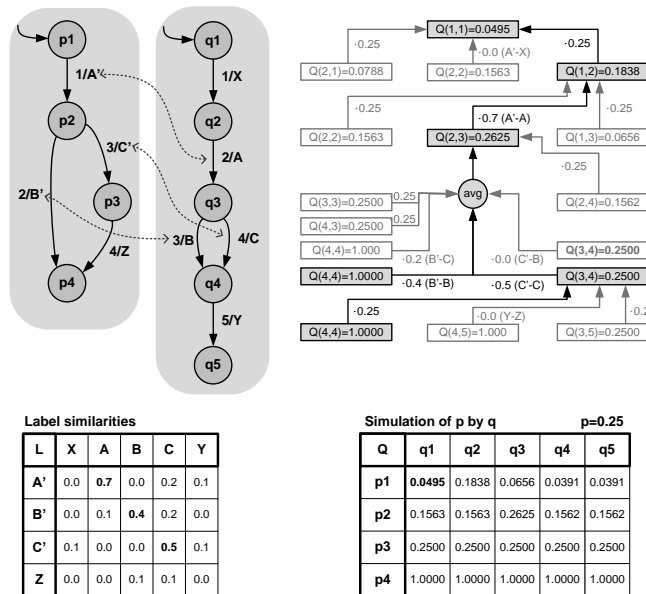 p1
1/A'
p2
3/C'
2/B'
p3
4/Z
p4
q1
1/X
q2
2/A
q3
3/B
4/C
q4
5/Y
q5
Q(1,1)=0.0495
·0.25
·0.0 (A'-X)
·0.25
Q(2,1)=0.0788
Q(2,2)=0.1563
Q(1,2)=0.1838
·0.25
·0.7 (A'-A)
·0.25
Q(2,2)=0.1563
Q(2,3)=0.2625
Q(1,3)=0.0656
·0.25
avg
Q(3,3)=0.2500
·0.25
Q(2,4)=0.1562
Q(4,3)=0.2500
·0.25
Q(4,4)=1.000
·0.2 (B'-C)
·0.0 (C'-B)
Q(3,4)=0.2500
Q(4,4)=1.0000
·0.4 (B'-B)
·0.5 (C'-C)
Q(3,4)=0.2500
·0.25
·0.0 (Y-Z)
Q(4,4)=1.0000
Q(4,5)=1.000
Q(3,5)=0.2500
Label similarities
L X A B C Y
A' 0.0 0.7 0.0 0.2 0.1
B' 0.0 0.1 0.4 0.2 0.0
C' 0.1 0.0 0.0 0.5 0.1
Z 0.0 0.0 0.1 0.1 0.0
Simulation of p by q p=0.25
Q q1 q2 q3 q4 q5
p1 0.0495 0.1838 0.0656 0.0391 0.0391
p2 0.1563 0.1563 0.2625 0.1562 0.1562
p3 0.2500 0.2500 0.2500 0.2500 0.2500
p4 1.0000 1.0000 1.0000 1.0000 1.0000